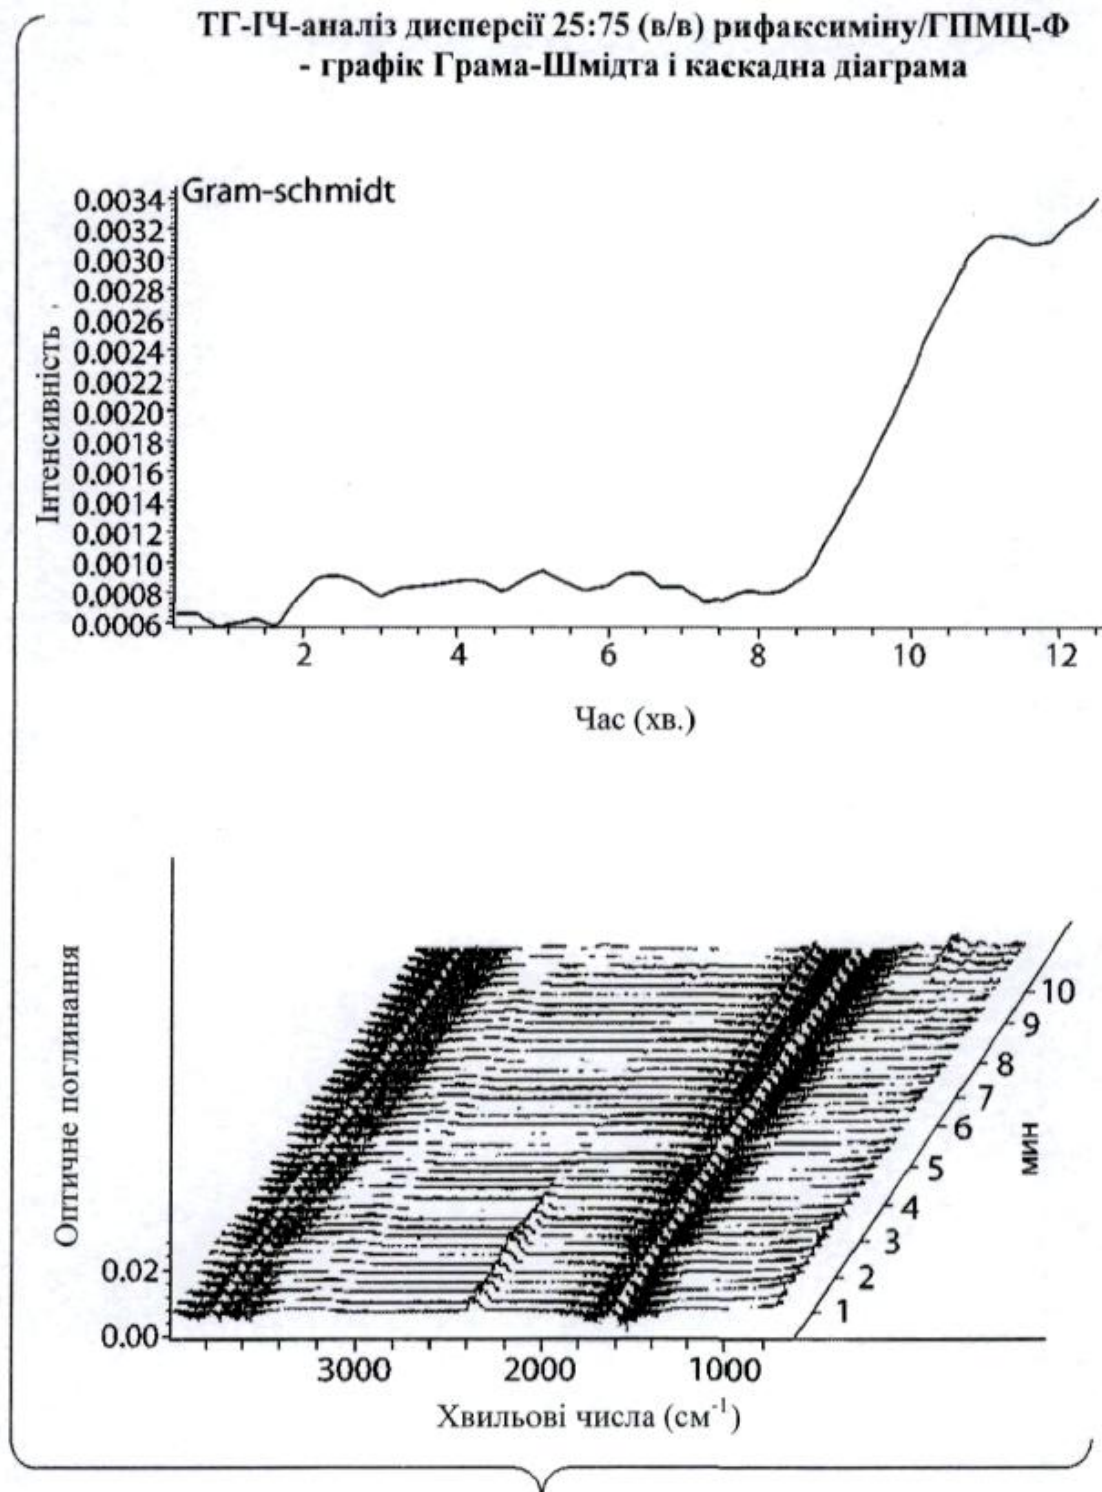 ТГ-ІЧ-аналіз дисперсії 25:75 (в/в) рифаксиміну/ГПМЦ-Ф
- графік Грама-Шмідта і каскадна діаграма
Gram-schmidt
0.0034
0.0032
0.0030
0.0028
0.0026
0.0024
0.0022
0.0020
0.0018
0.0016
0.0014
0.0012
0.0010
0.0008
0.0006
Інтенсивність
2 4 6 8 10 12
Час (хв.)
Оптичне поглинання
0.02
0.00
10
9
8
7
6
5
4
3
2
1
мин
3000 2000 1000
Хвильові числа (см⁻¹)